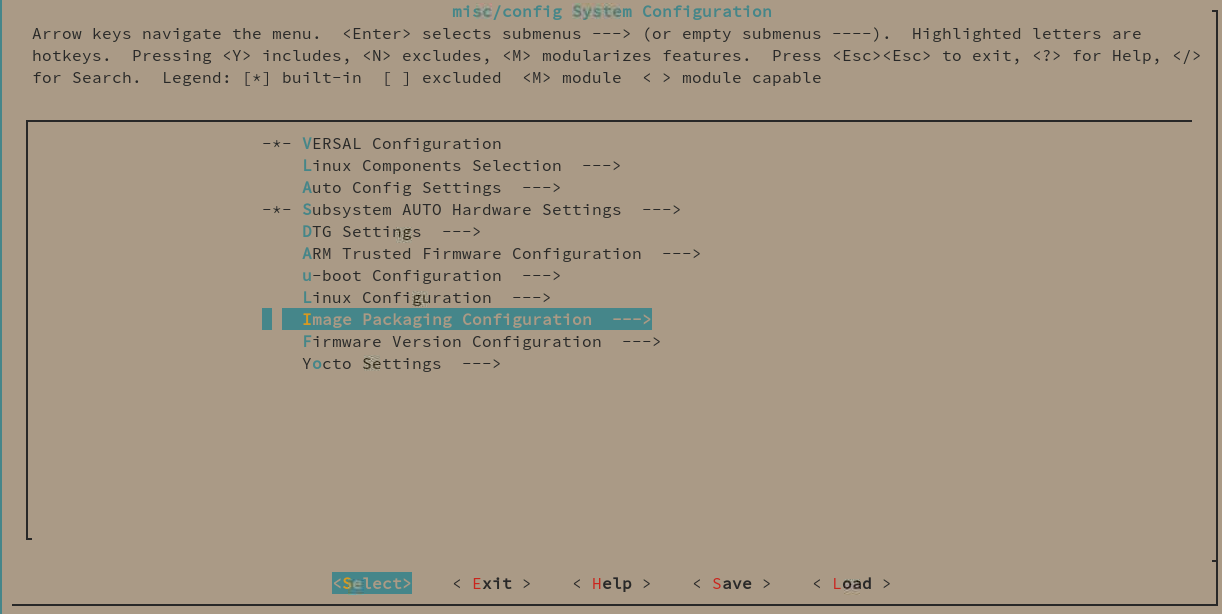 misc/config System Configuration
Arrow keys navigate the menu.  <Enter> selects submenus ---> (or empty submenus ----).  Highlighted letters are
hotkeys.  Pressing <Y> includes, <N> excludes, <M> modularizes features.  Press <Esc><Esc> to exit, <?> for Help, </>
for Search.  Legend: [*] built-in  [ ] excluded  <M> module  < > module capable
-*- VERSAL Configuration
Linux Components Selection  --->
Auto Config Settings  --->
-*- Subsystem AUTO Hardware Settings  --->
DTG Settings  --->
ARM Trusted Firmware Configuration  --->
u-boot Configuration  --->
Linux Configuration  --->
Image Packaging Configuration  --->
Firmware Version Configuration  --->
Yocto Settings  --->
<Select>    < Exit >    < Help >    < Save >    < Load >